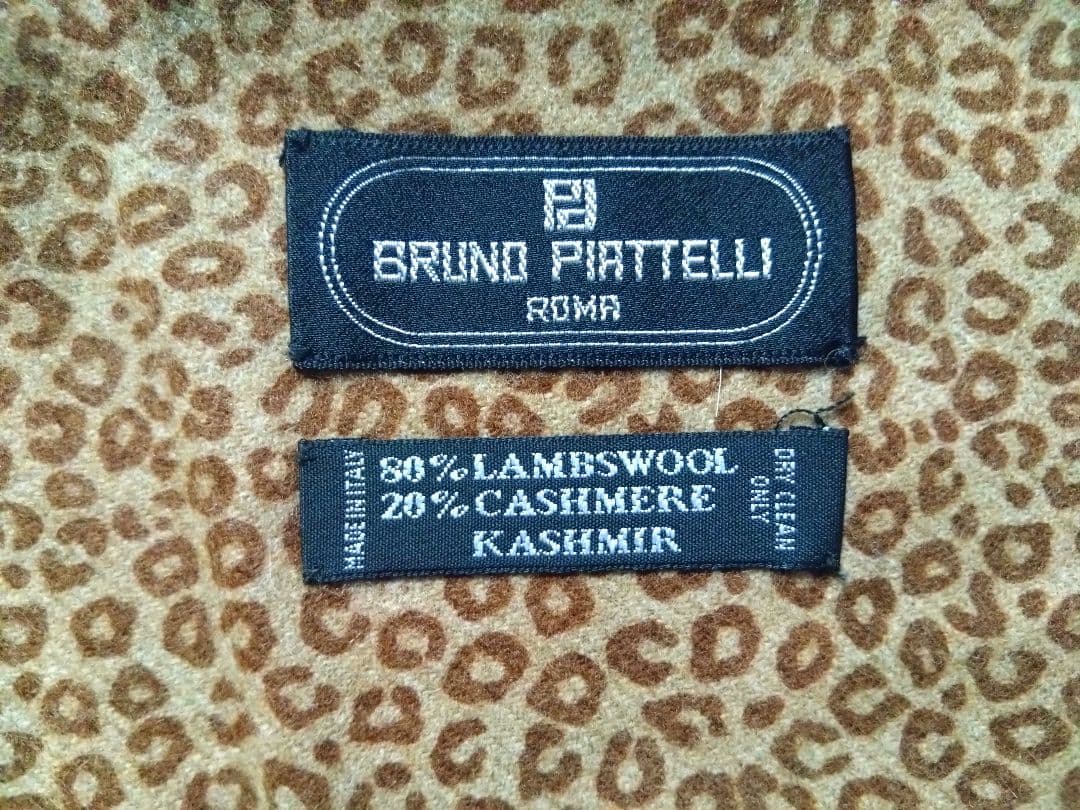 BRUNO PIATTELLI
ROMA
MADE IN ITALY
80% LAMBSWOOL
20% CASHMERE
KASHMIR
DRY CLEAN
ONLY